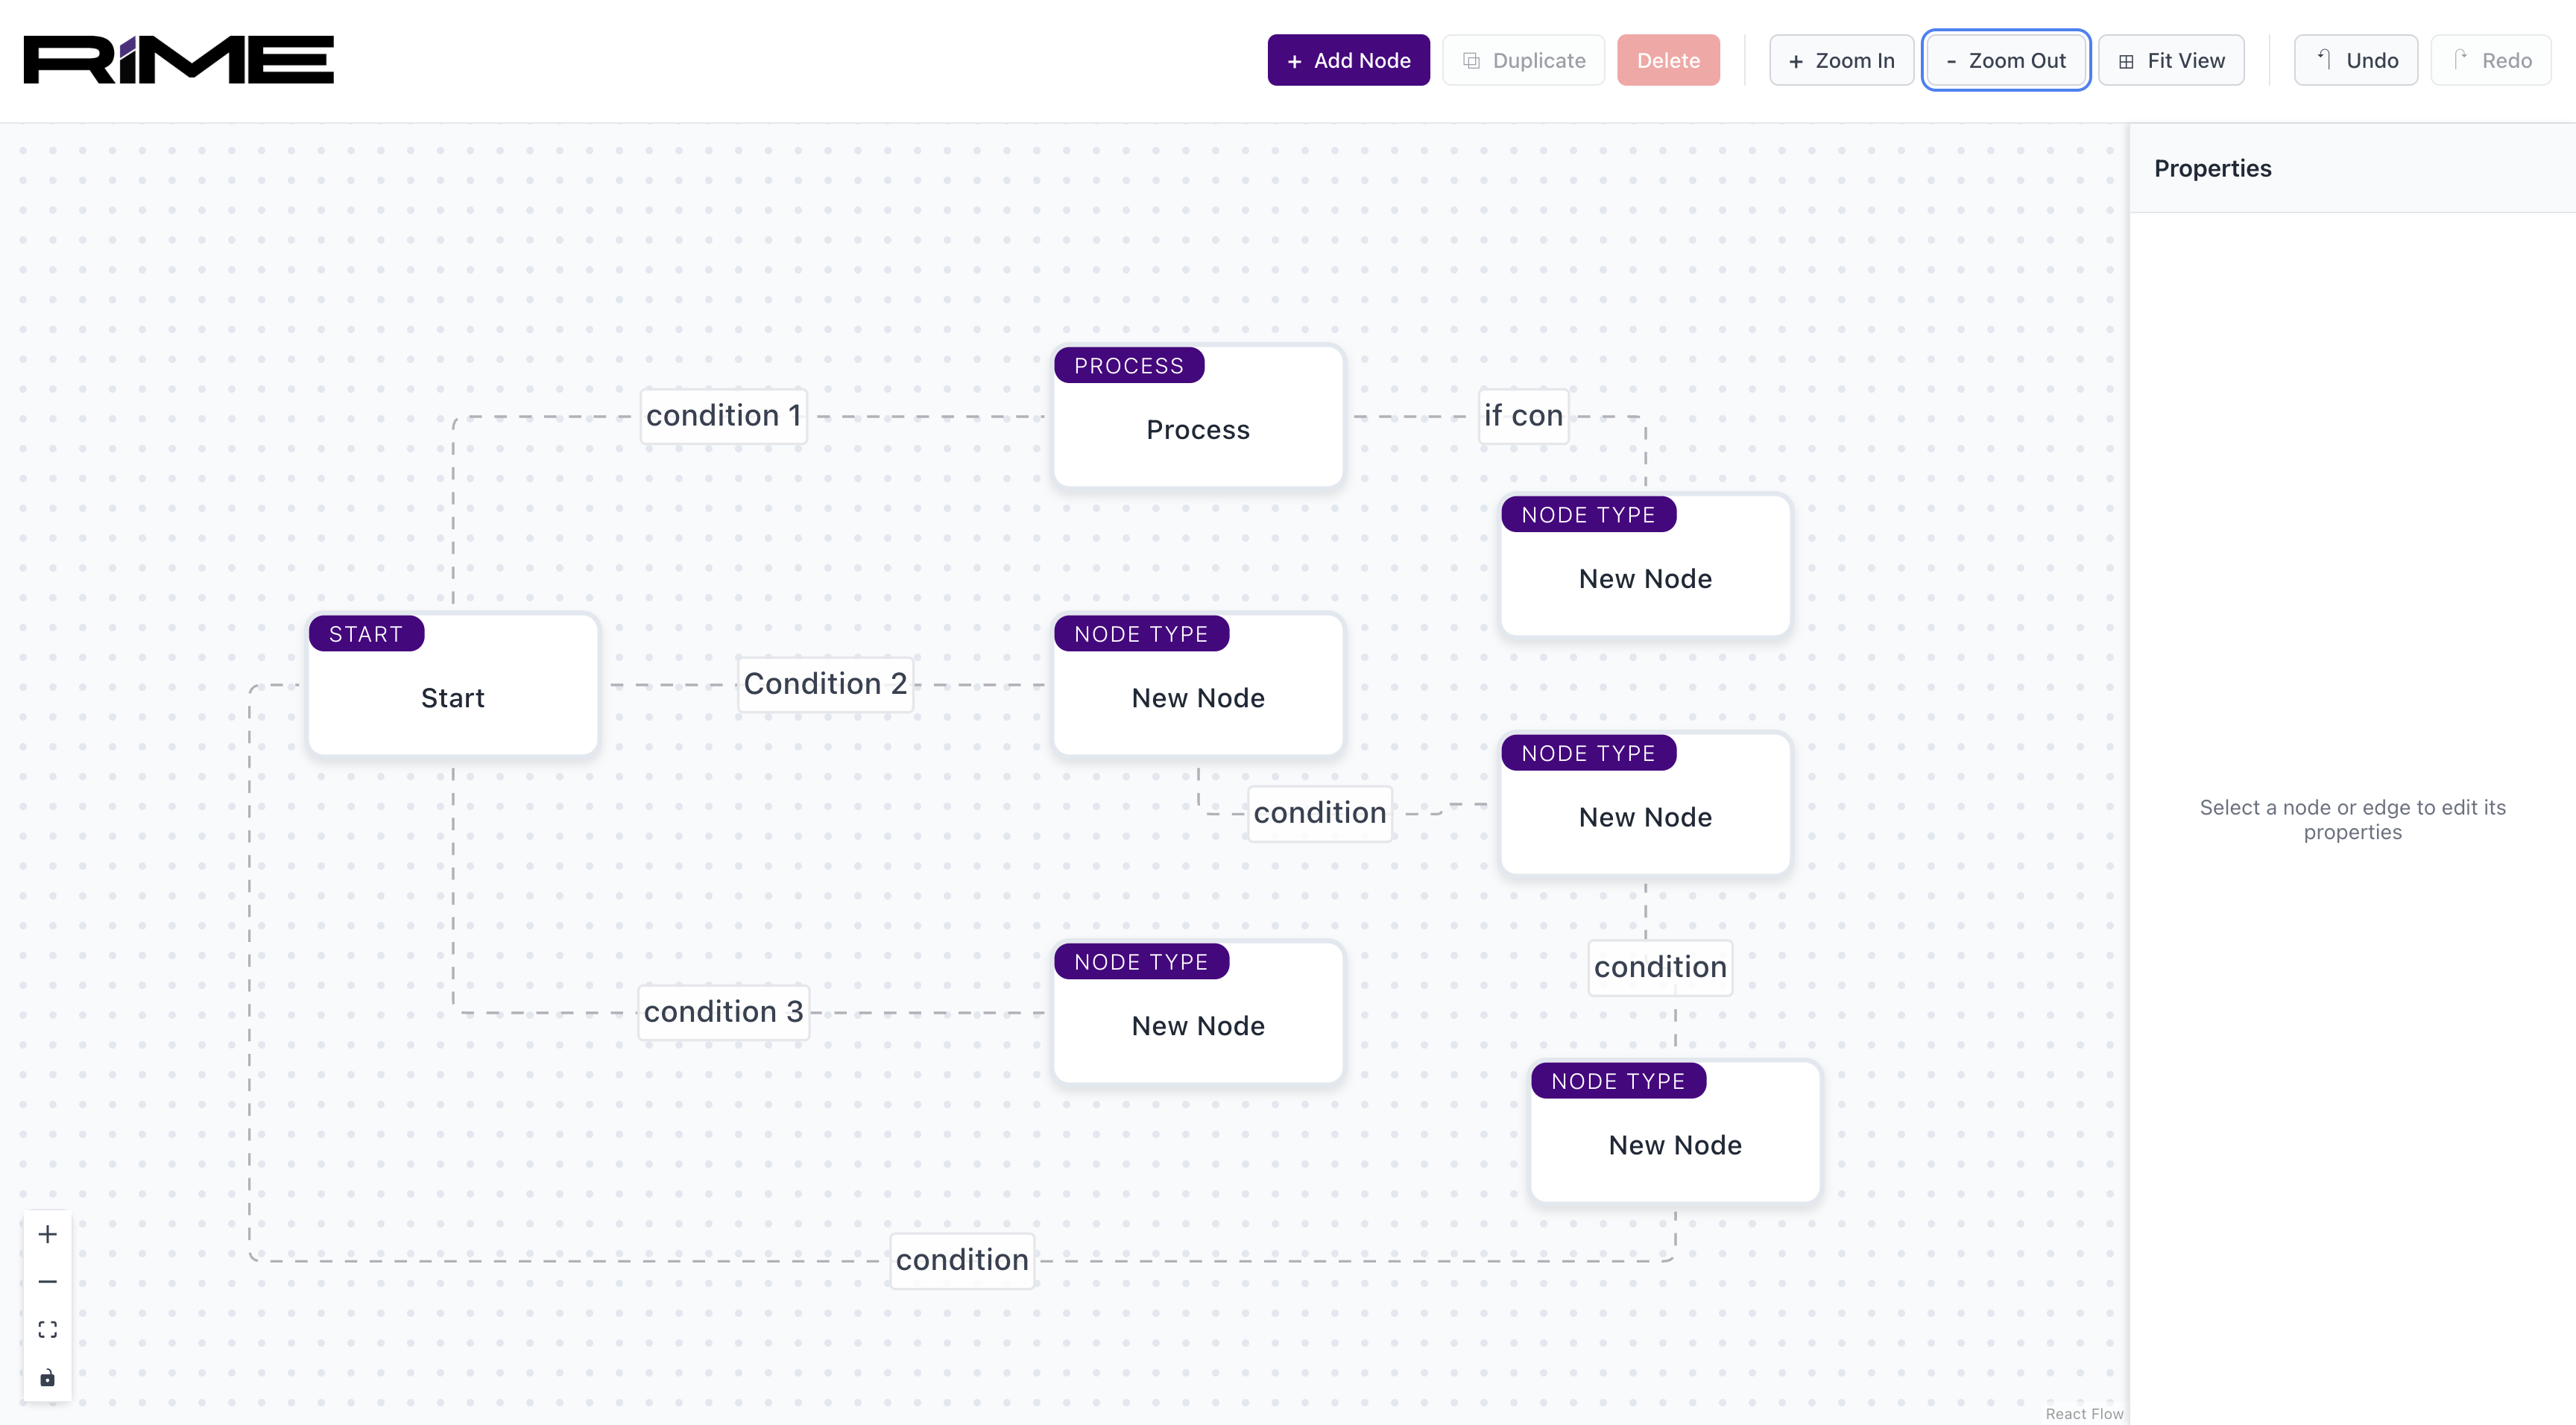 RiME
+ Add Node
Duplicate
Delete
+ Zoom In
- Zoom Out
Fit View
Undo
Redo
Properties
Select a node or edge to edit its
properties
PROCESS
Process
condition 1
if con
NODE TYPE
New Node
START
Start
Condition 2
NODE TYPE
New Node
NODE TYPE
New Node
condition
condition 3
NODE TYPE
New Node
condition
NODE TYPE
New Node
condition
React Flow